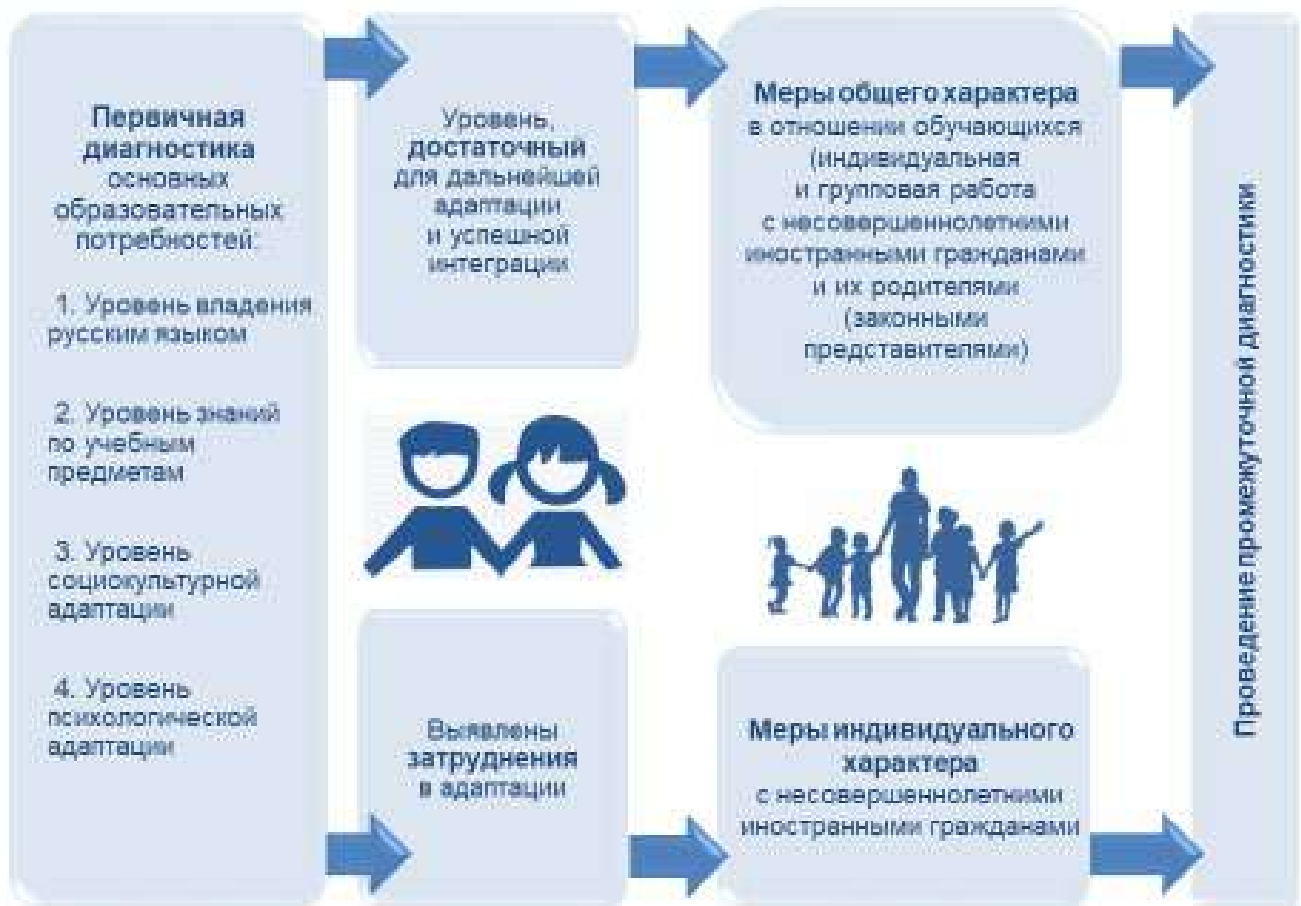 Первичная
диагностика
основных
образовательных
потребностей:
1. Уровень владения
русским языком
2. Уровень знаний
по учебным
предметам
3. Уровень
социокультурной
адаптации
4. Уровень
психологической
адаптации
Уровень,
достаточный
для дальнейшей
адаптации
и успешной
интеграции
Выявлены
затруднения
в адаптации
Меры общего характера
в отношении обучающихся
(индивидуальная
и групповая работа
с несовершеннолетними
иностранными гражданами
и их родителями
(законными
представителями)
Меры индивидуального
характера
с несовершеннолетними
иностранными гражданами
Проведение промежуточной диагностики